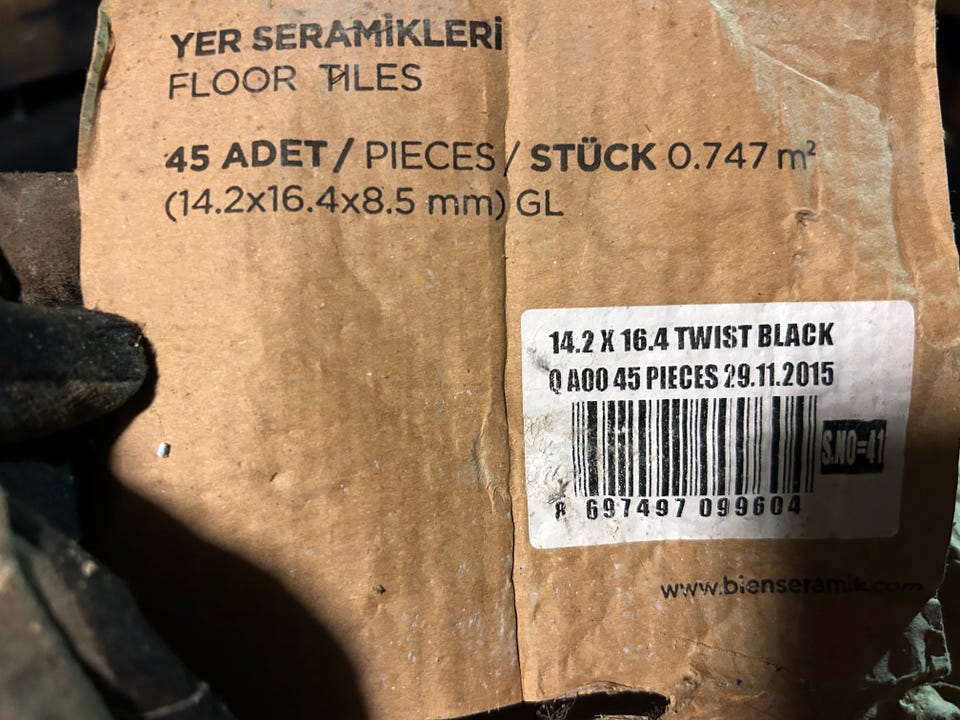 YER SERAMİKLERİ
FLOOR TILES
45 ADET / PIECES / STÜCK 0.747 m²
(14.2x16.4x8.5 mm) GL
14.2 X 16.4 TWIST BLACK
Q A00 45 PIECES 29.11.2015
S.NO=41
8 697497 099604
www.bienseramik.com